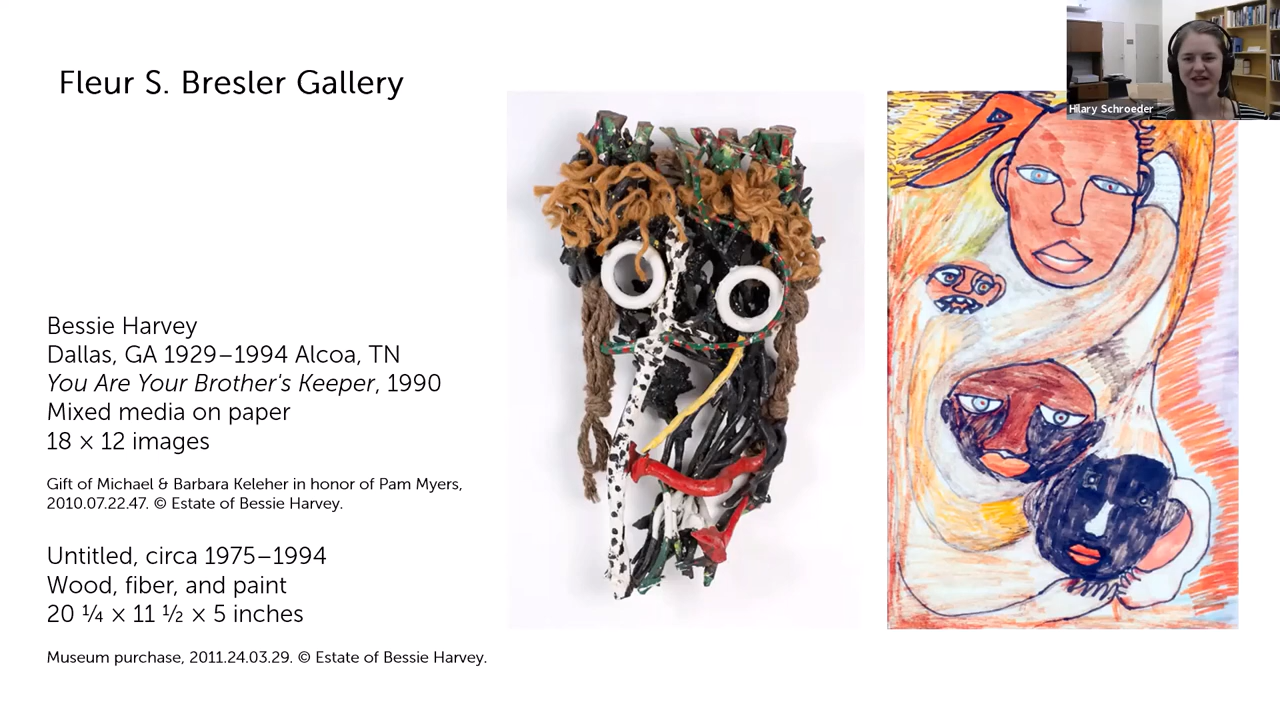 Fleur S. Bresler Gallery
Hilary Schroeder
Bessie Harvey
Dallas, GA 1929–1994 Alcoa, TN
You Are Your Brother's Keeper, 1990
Mixed media on paper
18 × 12 images
Gift of Michael & Barbara Keleher in honor of Pam Myers,
2010.07.22.47. © Estate of Bessie Harvey.
Untitled, circa 1975–1994
Wood, fiber, and paint
20 ¼ × 11 ½ × 5 inches
Museum purchase, 2011.24.03.29. © Estate of Bessie Harvey.